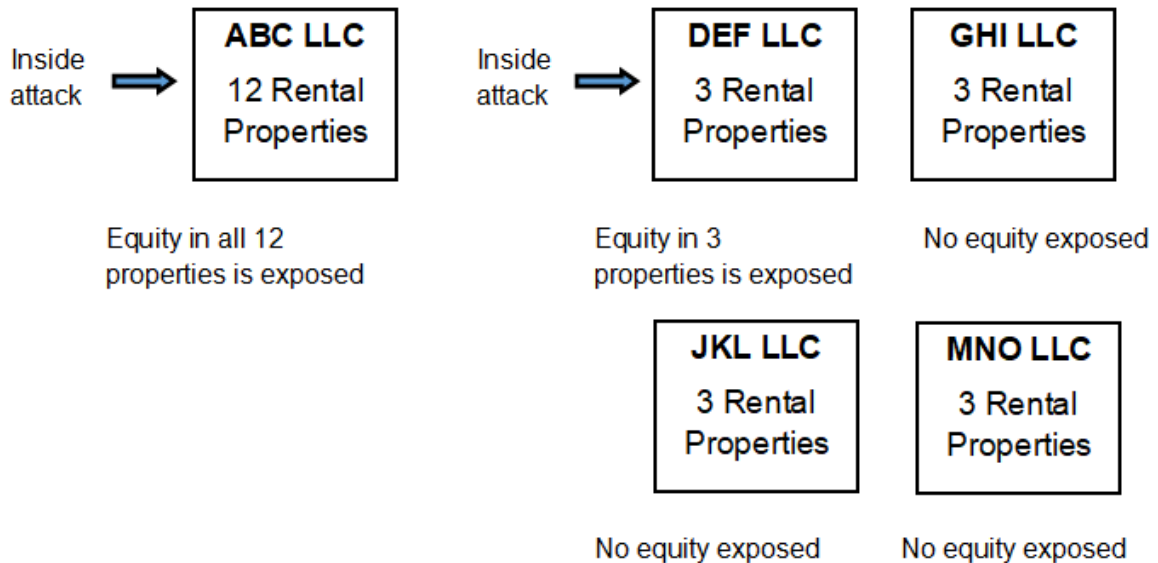 Inside
attack
ABC LLC
12 Rental
Properties
Equity in all 12
properties is exposed
Inside
attack
DEF LLC
3 Rental
Properties
Equity in 3
properties is exposed
GHI LLC
3 Rental
Properties
No equity exposed
JKL LLC
3 Rental
Properties
No equity exposed
MNO LLC
3 Rental
Properties
No equity exposed